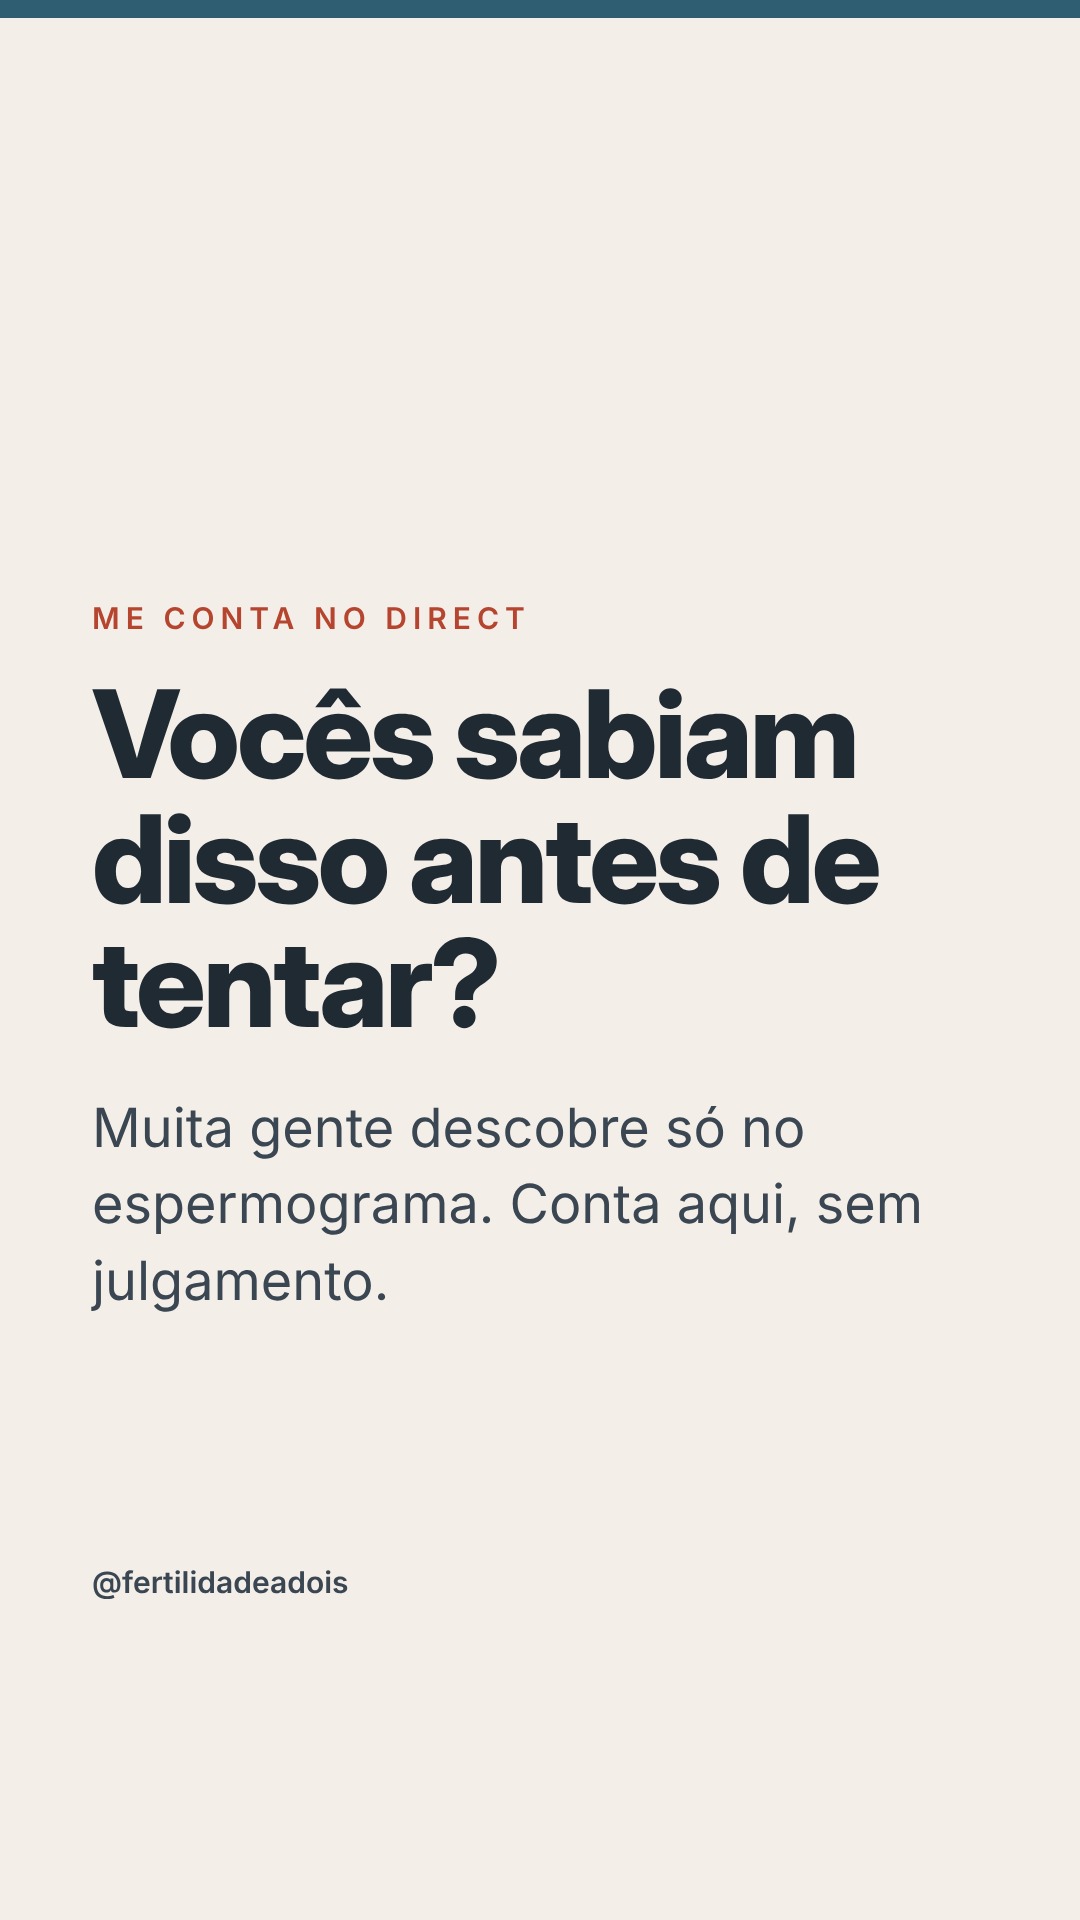 ME CONTA NO DIRECT
Vocês sabiam
disso antes de
tentar?
Muita gente descobre só no
espermograma. Conta aqui, sem
julgamento.
@fertilidadeadois